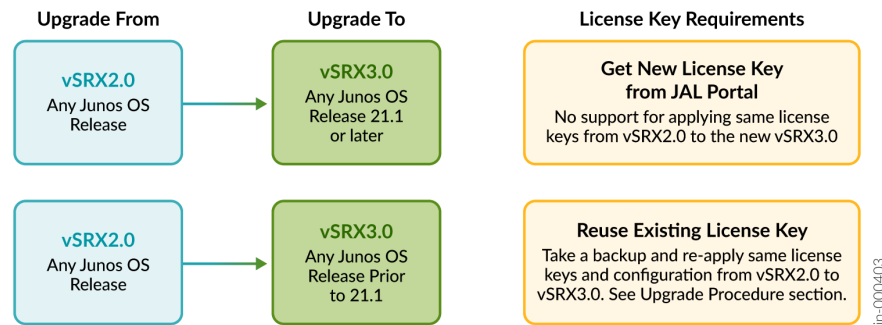 Upgrade From
Upgrade To
License Key Requirements
vSRX2.0
Any Junos OS
Release
vSRX3.0
Any Junos OS
Release 21.1
or later
Get New License Key
from JAL Portal
No support for applying same license
keys from vSRX2.0 to the new vSRX3.0
vSRX2.0
Any Junos OS
Release
vSRX3.0
Any Junos OS
Release Prior
to 21.1
Reuse Existing License Key
Take a backup and re-apply same license
keys and configuration from vSRX2.0 to
vSRX3.0. See Upgrade Procedure section.
jn-000403